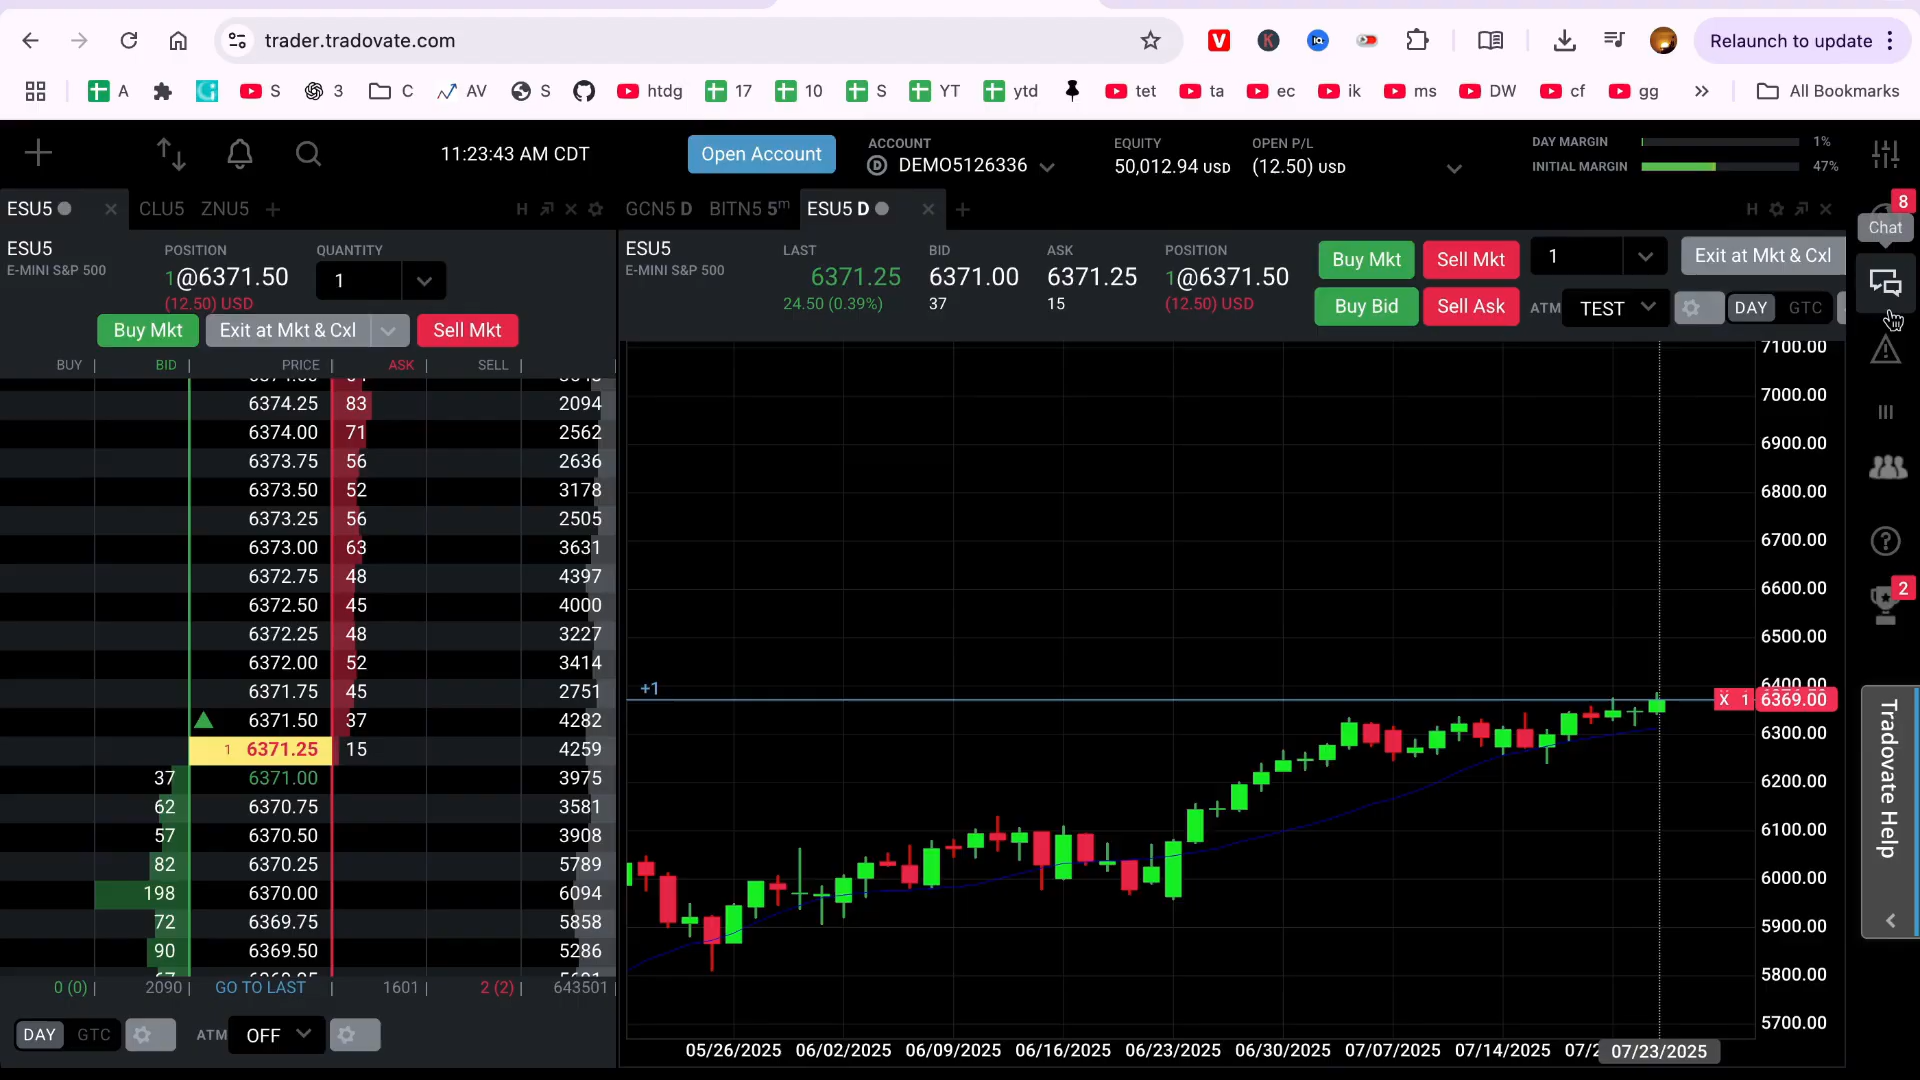 trader.tradovate.com
Relaunch to update
A
S
3
C
AV
S
htdg
17
10
S
YT
ytd
tet
ta
ec
ik
ms
DW
cf
gg
All Bookmarks
11:23:43 AM CDT
Open Account
ACCOUNT
DEMO5126336
EQUITY
50,012.94 USD
OPEN P/L
(12.50) USD
DAY MARGIN
1%
INITIAL MARGIN
47%
ESU5
CLU5
ZNU5
H
ESU5
E-MINI S&P 500
POSITION
1@6371.50
(12.50) USD
QUANTITY
1
Buy Mkt
Exit at Mkt & Cxl
Sell Mkt
BUY
BID
PRICE
ASK
SELL
6374.25 83 2094
6374.00 71 2562
6373.75 56 2636
6373.50 52 3178
6373.25 56 2505
6373.00 63 3631
6372.75 48 4397
6372.50 45 4000
6372.25 48 3227
6372.00 52 3414
6371.75 45 2751
6371.50 37 4282
1 6371.25 15 4259
37 6371.00 3975
62 6370.75 3581
57 6370.50 3908
82 6370.25 5789
198 6370.00 6094
72 6369.75 5858
90 6369.50 5286
0 (0)
2090
GO TO LAST
1601
2 (2)
643501
DAY
GTC
ATM
OFF
GCN5 D
BITN5 5m
ESU5 D
H
ESU5
E-MINI S&P 500
LAST
6371.25
24.50 (0.39%)
BID
6371.00
37
ASK
6371.25
15
POSITION
1@6371.50
(12.50) USD
Buy Mkt
Sell Mkt
1
Exit at Mkt & Cxl
Buy Bid
Sell Ask
ATM
TEST
DAY
GTC
7100.00
7000.00
6900.00
6800.00
6700.00
6600.00
6500.00
6400.00
+1
X 1
6369.00
6300.00
6200.00
6100.00
6000.00
5900.00
5800.00
5700.00
05/26/2025
06/02/2025
06/09/2025
06/16/2025
06/23/2025
06/30/2025
07/07/2025
07/14/2025
07/2
07/23/2025
8
Chat
2
Tradovate Help